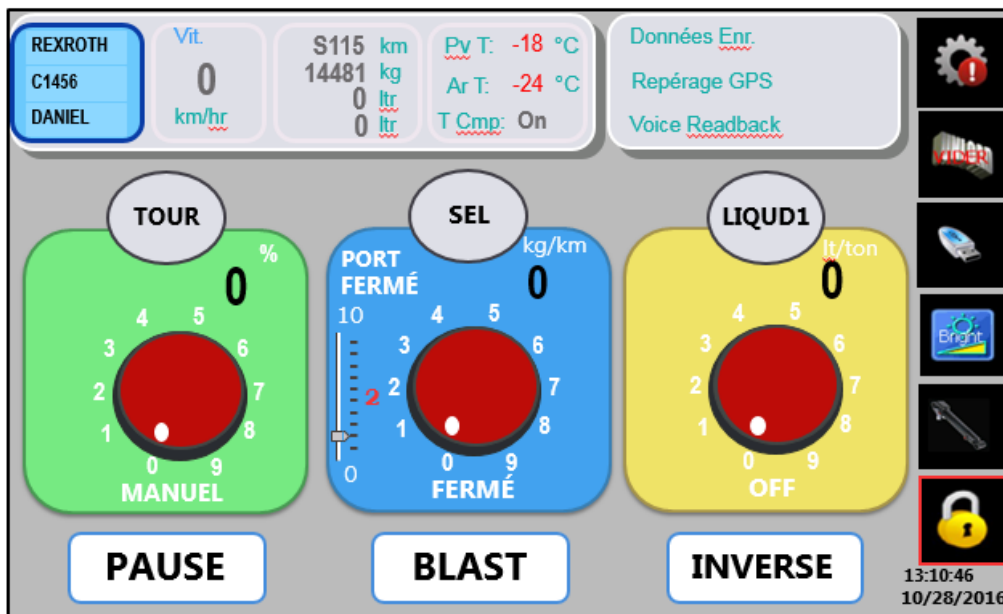 REXROTH
C1456
DANIEL
Vit.
0
km/hr
S115 km
14481 kg
0 ltr
0 ltr
Pv T: -18 °C
Ar T: -24 °C
T Cmp: On
Données Enr.
Repérage GPS
Voice Readback
VIDER
Bright
TOUR
%
0
0
1
2
3
4
5
6
7
8
9
MANUEL
SEL
kg/km
PORT
FERMÉ
0
10
2
0
0
1
2
3
4
5
6
7
8
9
FERMÉ
LIQUD1
lt/ton
0
0
1
2
3
4
5
6
7
8
9
OFF
PAUSE
BLAST
INVERSE
13:10:46
10/28/2016